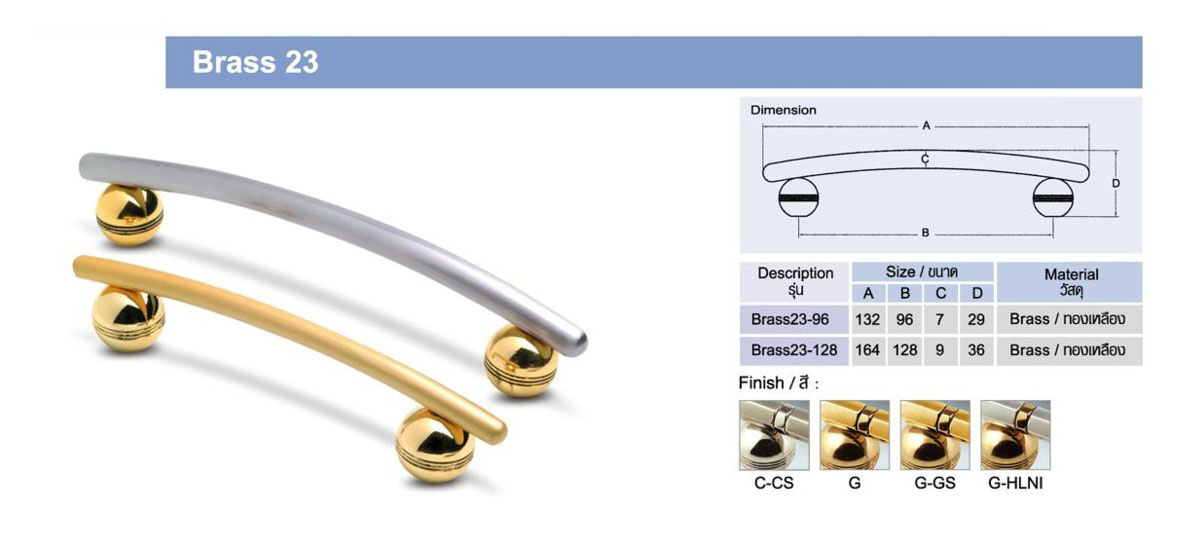 Brass 23
Dimension
A
C
D
B
Description Size / ขนาด Material
รุ่น A B C D วัสดุ
Brass23-96 132 96 7 29 Brass / ทองเหลือง
Brass23-128 164 128 9 36 Brass / ทองเหลือง
Finish / สี :
C-CS G G-GS G-HLNI